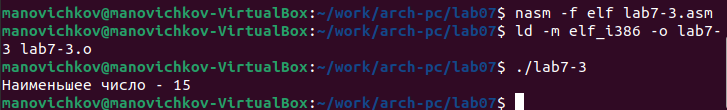 manovichkov@manovichkov-VirtualBox:~/work/arch-pc/lab07$ nasm -f elf lab7-3.asm
manovichkov@manovichkov-VirtualBox:~/work/arch-pc/lab07$ ld -m elf_i386 -o lab7-
3 lab7-3.o
manovichkov@manovichkov-VirtualBox:~/work/arch-pc/lab07$ ./lab7-3
Наименьшее число - 15
manovichkov@manovichkov-VirtualBox:~/work/arch-pc/lab07$